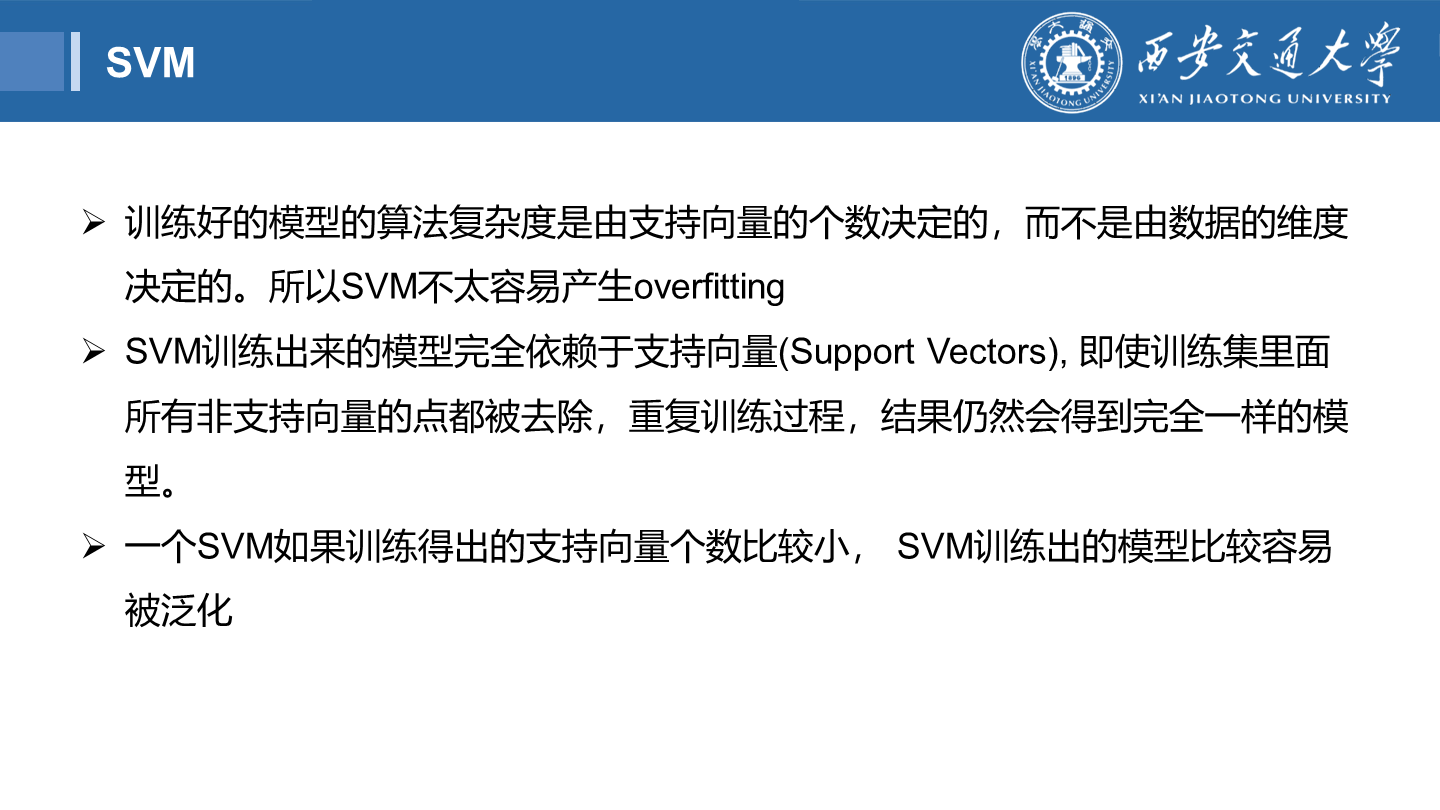 SVM
西安交通大学
XI'AN JIAOTONG UNIVERSITY
XI'AN JIAOTONG UNIVERSITY
1896
训练好的模型的算法复杂度是由支持向量的个数决定的，而不是由数据的维度
决定的。所以SVM不太容易产生overfitting
SVM训练出来的模型完全依赖于支持向量(Support Vectors), 即使训练集里面
所有非支持向量的点都被去除，重复训练过程，结果仍然会得到完全一样的模
型。
一个SVM如果训练得出的支持向量个数比较小， SVM训练出的模型比较容易
被泛化